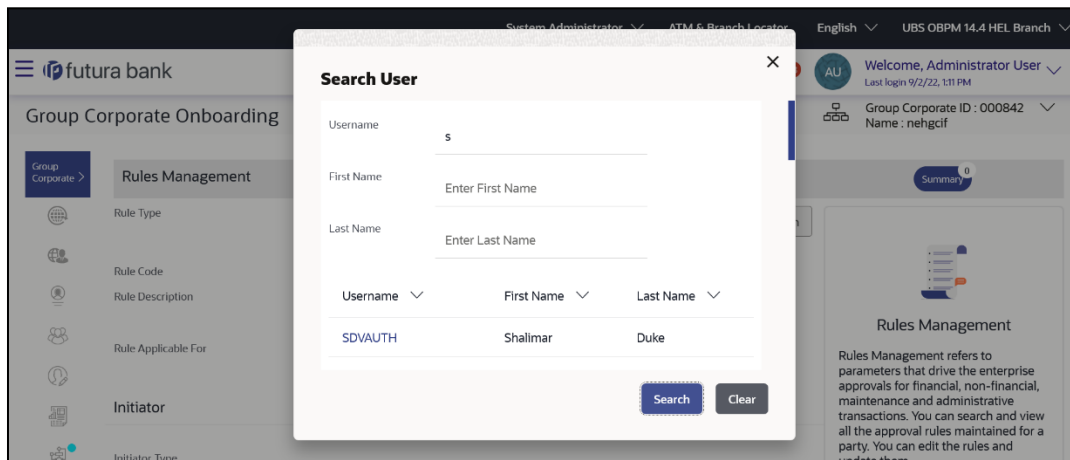 System Administrator ATM & Branch Locator English UBS OBPM 14.4 HEL Branch
futura bank
AU Welcome, Administrator User
Last login 9/2/22, 1:11 PM
Group Corporate Onboarding
Group Corporate ID : 000842
Name : nehgcif
Search User
Username
s
First Name
Enter First Name
Last Name
Enter Last Name
Username First Name Last Name
SDVAUTH Shalimar Duke
Search Clear
Group
Corporate >
Rules Management
Summary 0
Rule Type
Rule Code
Rule Description
Rule Applicable For
Initiator
Initiator Type
Rules Management
Rules Management refers to
parameters that drive the enterprise
approvals for financial, non-financial,
maintenance and administrative
transactions. You can search and view
all the approval rules maintained for a
party. You can edit the rules and
update them